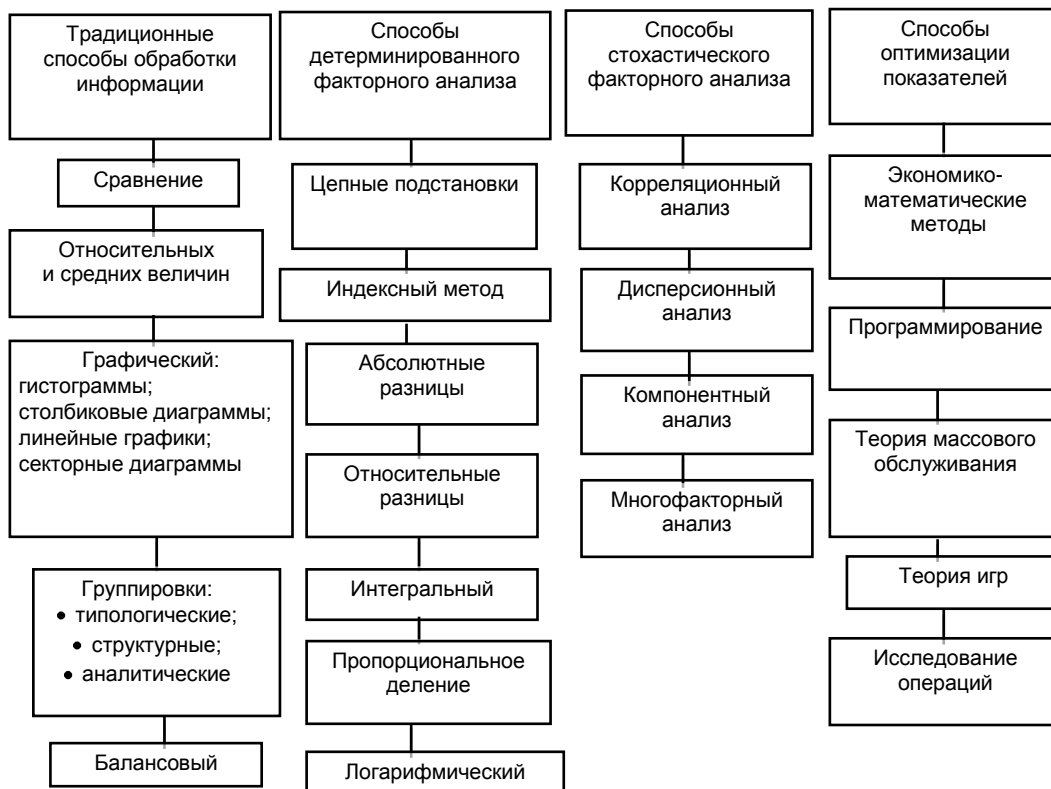 Традиционные
способы обработки
информации
Сравнение
Относительных
и средних величин
Графический:
гистограммы;
столбиковые диаграммы;
линейные графики;
секторные диаграммы
Группировки:
• типологические;
• структурные;
• аналитические
Балансовый
Способы
детерминированного
факторного анализа
Цепные подстановки
Индексный метод
Абсолютные
разницы
Относительные
разницы
Интегральный
Пропорциональное
деление
Логарифмический
Способы
стохастического
факторного анализа
Корреляционный
анализ
Дисперсионный
анализ
Компонентный
анализ
Многофакторный
анализ
Способы
оптимизации
показателей
Экономико-
математические
методы
Программирование
Теория массового
обслуживания
Теория игр
Исследование
операций